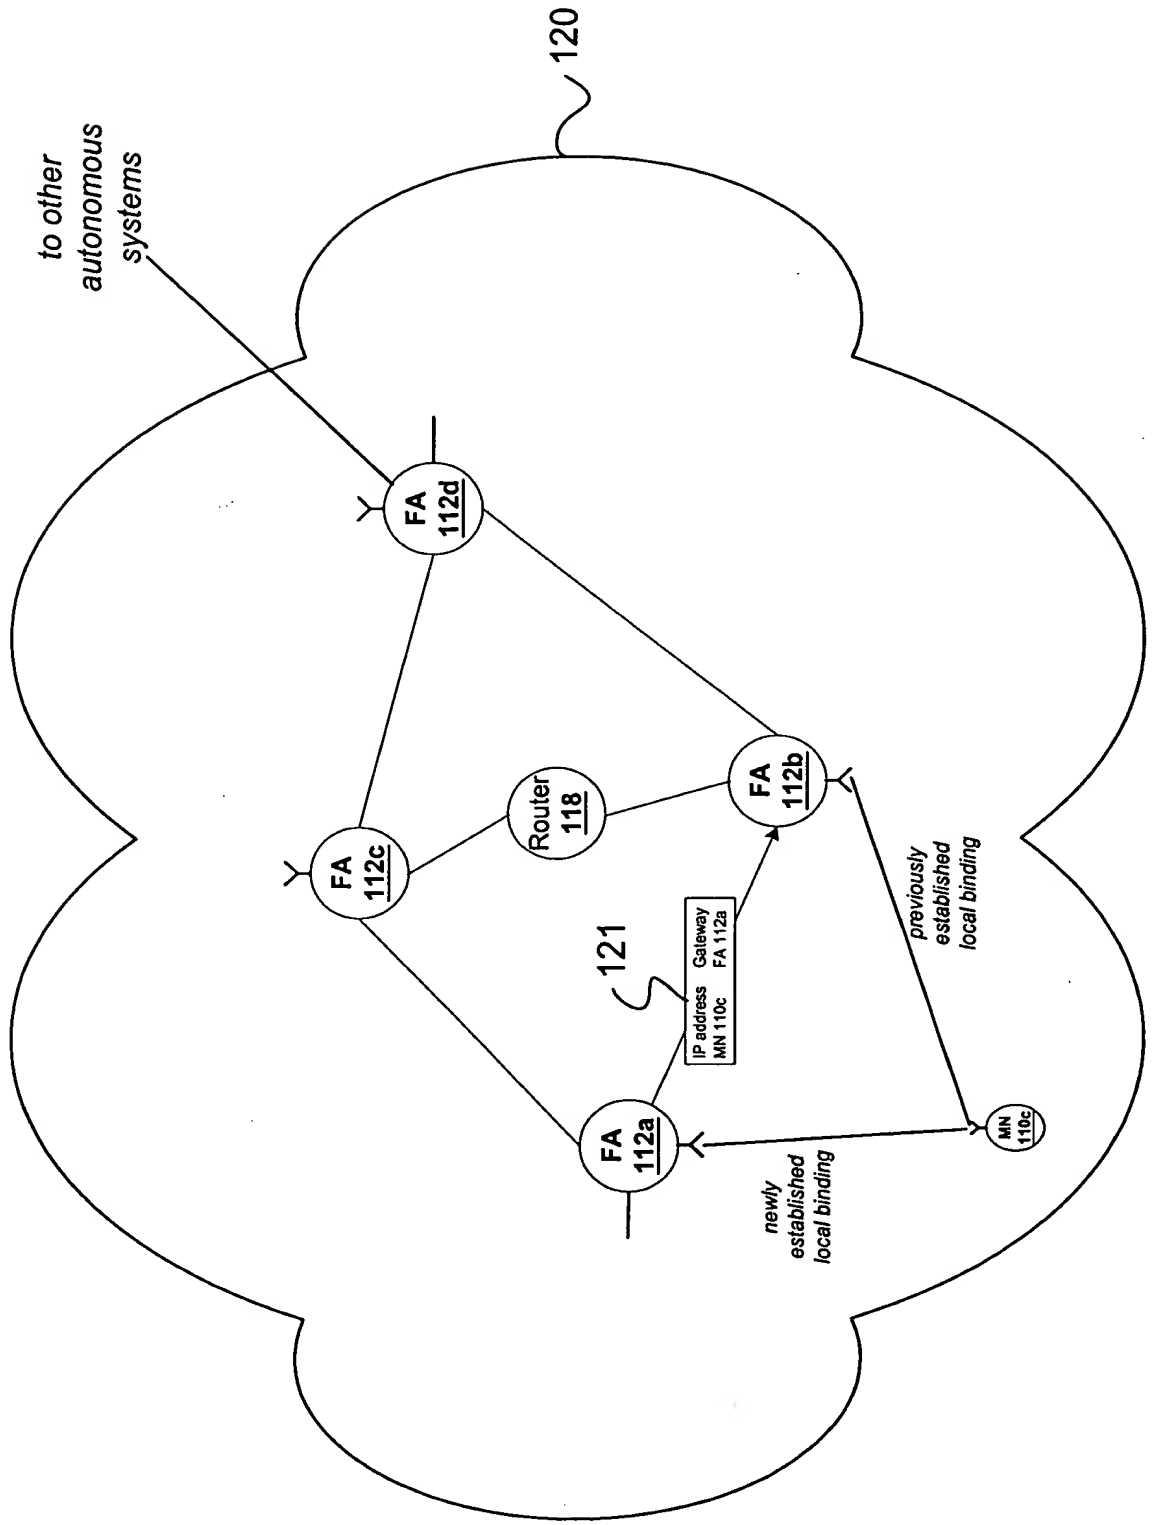 to other
autonomous
systems
120
FA
112d
FA
112c
Router
118
FA
112b
121
IP address Gateway
MN 110c FA 112a
FA
112a
previously
established
local binding
newly
established
local binding
MN
110c